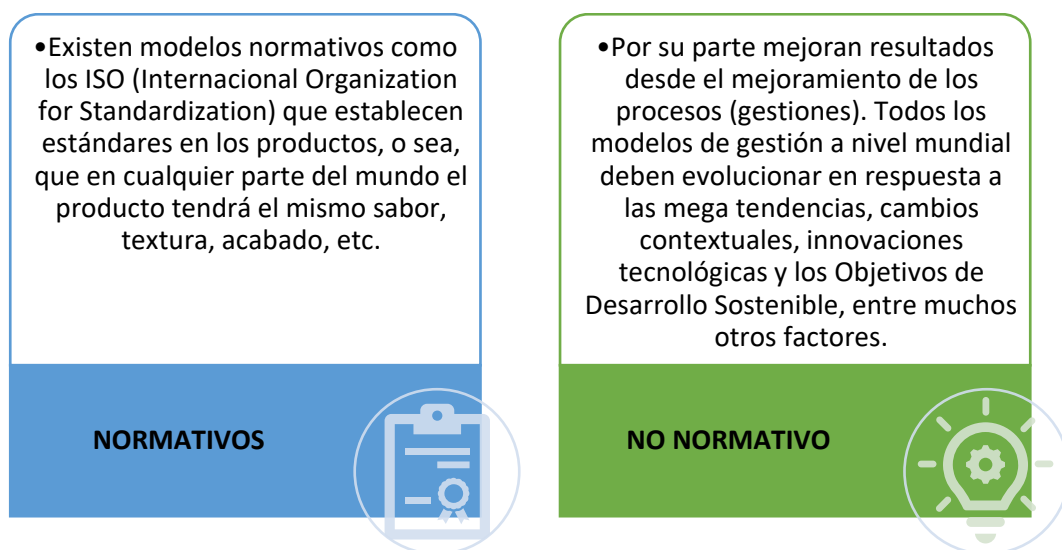 •Existen modelos normativos como
los ISO (Internacional Organization
for Standardization) que establecen
estándares en los productos, o sea,
que en cualquier parte del mundo el
producto tendrá el mismo sabor,
textura, acabado, etc.
NORMATIVOS
•Por su parte mejoran resultados
desde el mejoramiento de los
procesos (gestiones). Todos los
modelos de gestión a nivel mundial
deben evolucionar en respuesta a
las mega tendencias, cambios
contextuales, innovaciones
tecnológicas y los Objetivos de
Desarrollo Sostenible, entre muchos
otros factores.
NO NORMATIVO